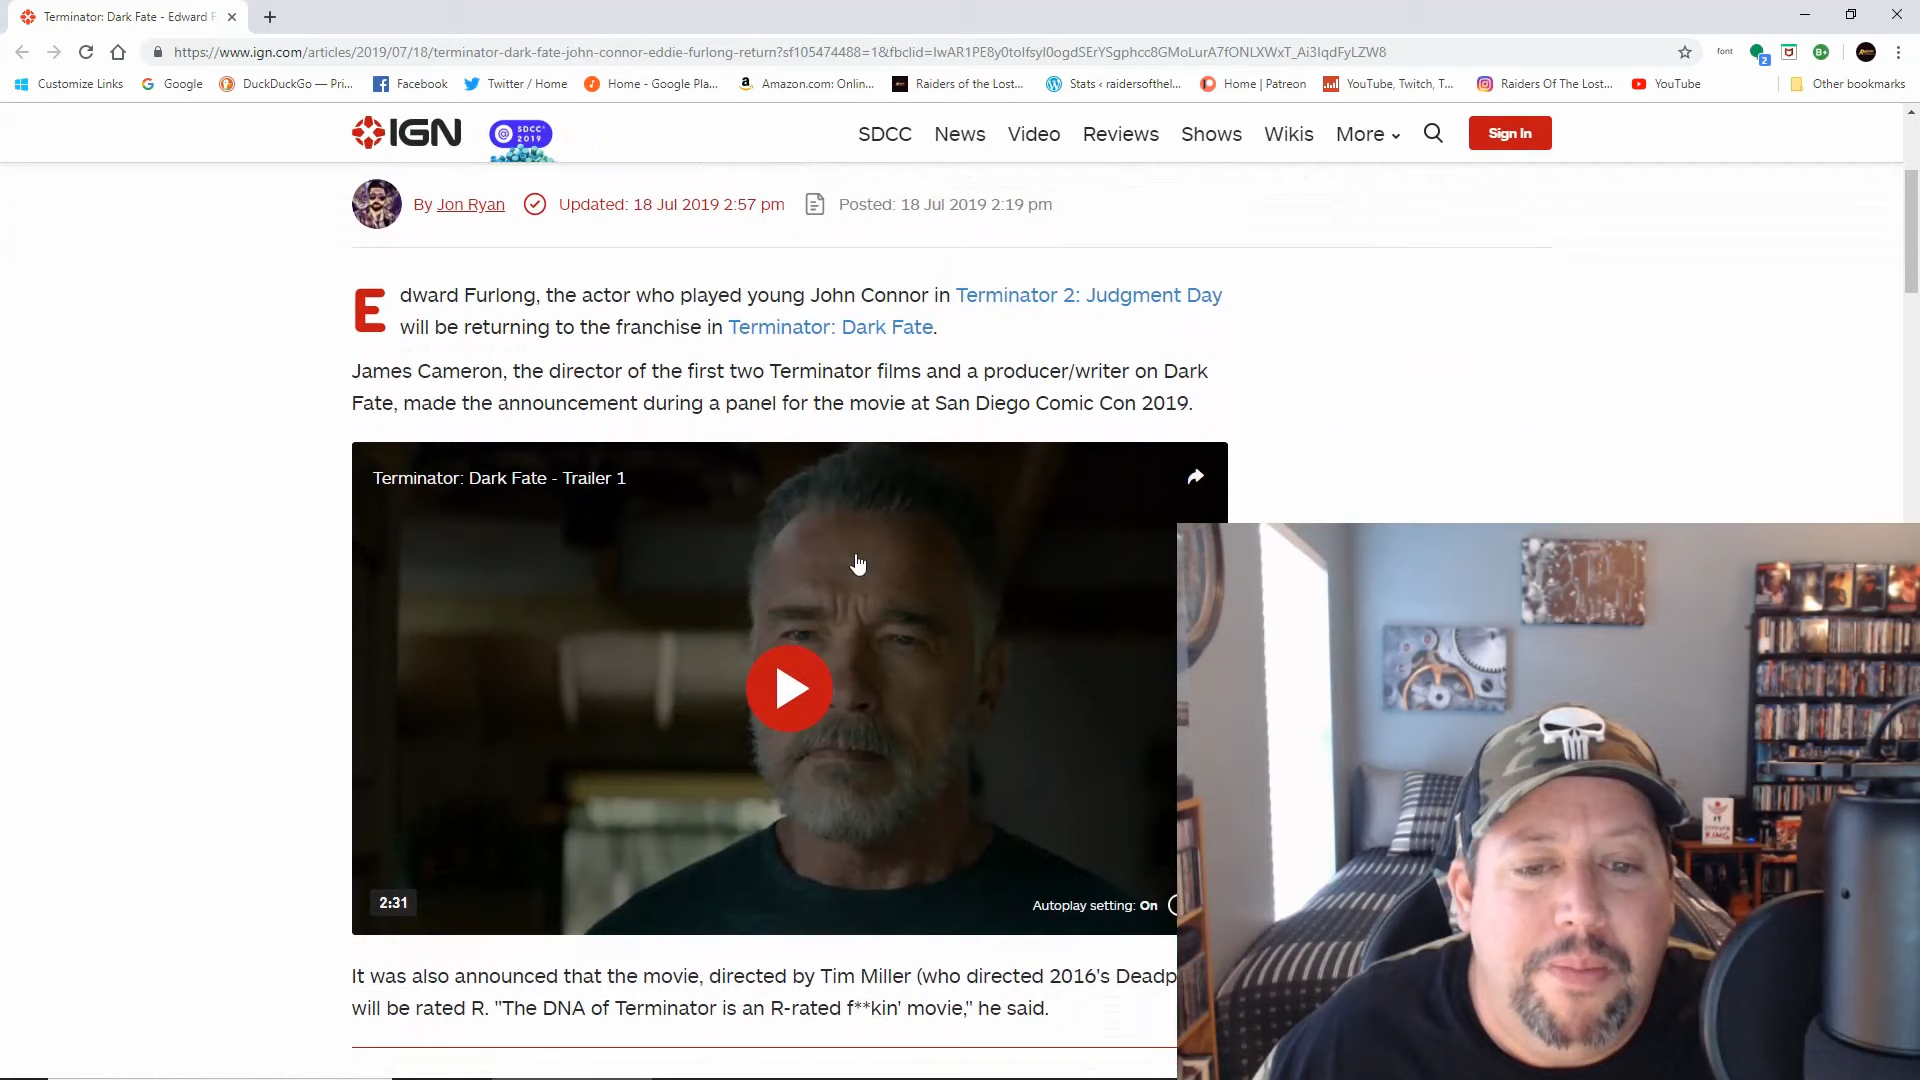 Terminator: Dark Fate - Edward F
https://www.ign.com/articles/2019/07/18/terminator-dark-fate-john-connor-eddie-furlong-return?sf105474488=1&fbclid=IwAR1PE8y0toIfsyl0ogdSErYSgphcc8GMoLurA7fONLXWxT_Ai3IqdFyLZW8
font
2
Customize Links
Google
DuckDuckGo — Pri...
Facebook
Twitter / Home
Home - Google Pla...
Amazon.com: Onlin...
Raiders of the Lost...
Stats ‹ raidersofthel...
Home | Patreon
YouTube, Twitch, T...
Raiders Of The Lost...
YouTube
Other bookmarks
IGN
SDCC
2019
SDCC
News
Video
Reviews
Shows
Wikis
More
Sign In
By Jon Ryan
Updated: 18 Jul 2019 2:57 pm
Posted: 18 Jul 2019 2:19 pm
Edward Furlong, the actor who played young John Connor in Terminator 2: Judgment Day
will be returning to the franchise in Terminator: Dark Fate.
James Cameron, the director of the first two Terminator films and a producer/writer on Dark
Fate, made the announcement during a panel for the movie at San Diego Comic Con 2019.
Terminator: Dark Fate - Trailer 1
2:31
Autoplay setting: On
It was also announced that the movie, directed by Tim Miller (who directed 2016's Deadp
will be rated R. "The DNA of Terminator is an R-rated f**kin' movie," he said.